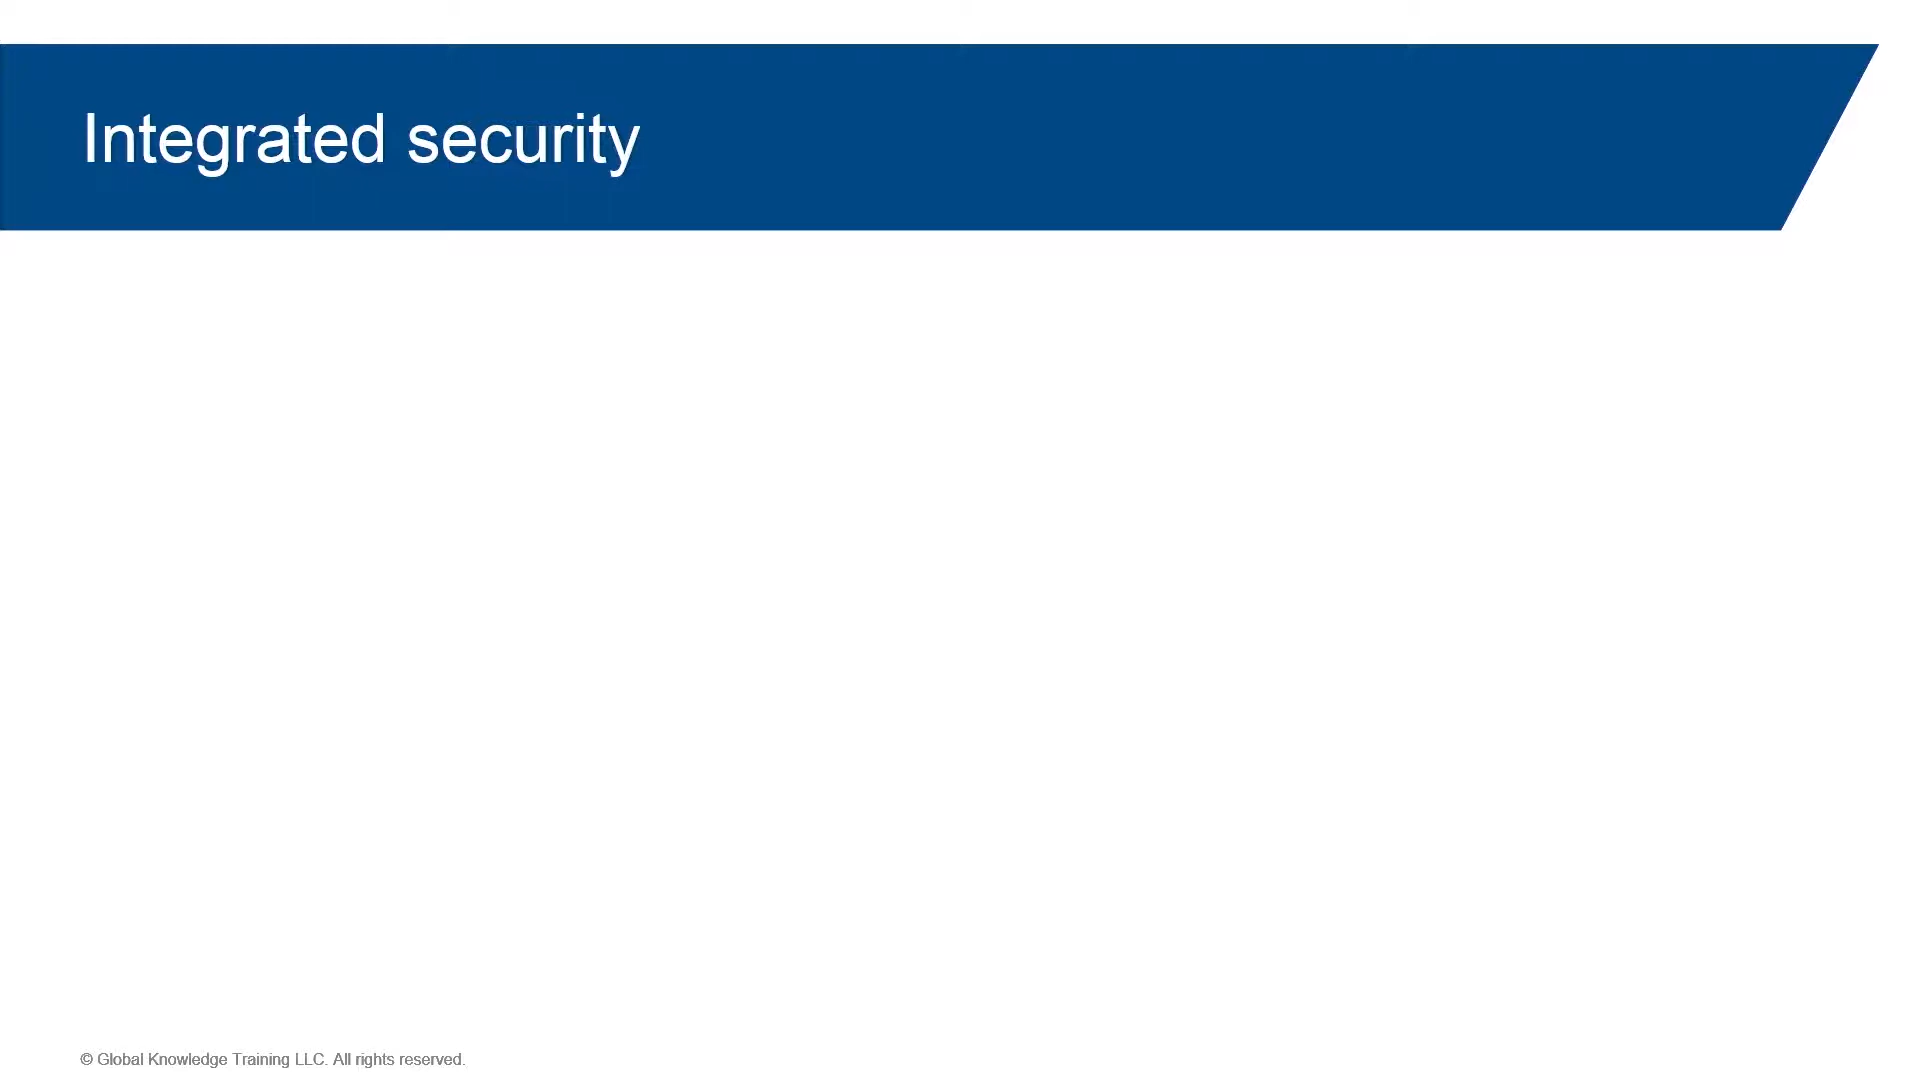 Integrated security
© Global Knowledge Training LLC. All rights reserved.